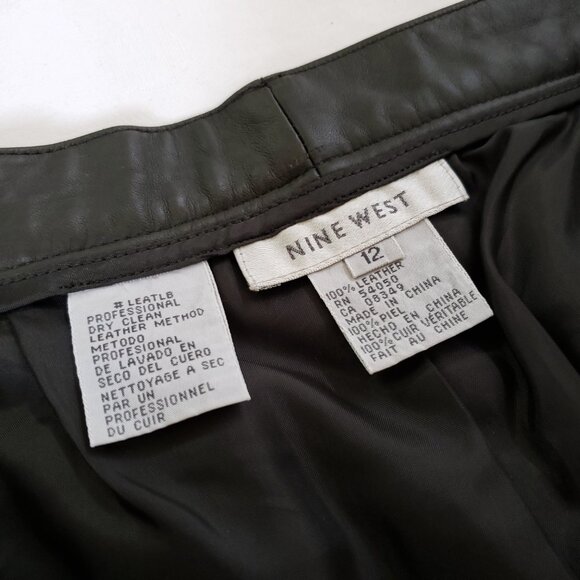 NINE WEST
12
100% LEATHER
RN 54050
CA 08349
MADE IN CHINA
100% PIEL
HECHO EN CHINA
100% CUIR VÉRITABLE
FAIT AU CHINE
#LEATLB
PROFESSIONAL
DRY CLEAN
LEATHER METHOD
METODO
PROFESIONAL
DE LAVADO EN
SECO DEL CUERO
NETTOYAGE A SEC
PAR UN
PROFESSIONNEL
DU CUIR